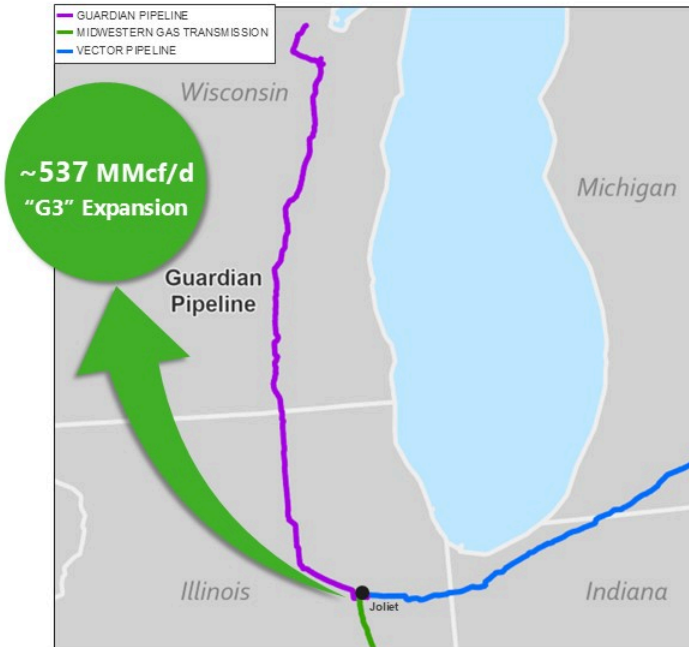 GUARDIAN PIPELINE
MIDWESTERN GAS TRANSMISSION
VECTOR PIPELINE
Wisconsin
~537 MMcf/d
“G3” Expansion
Michigan
Guardian
Pipeline
Illinois
Joliet
Indiana